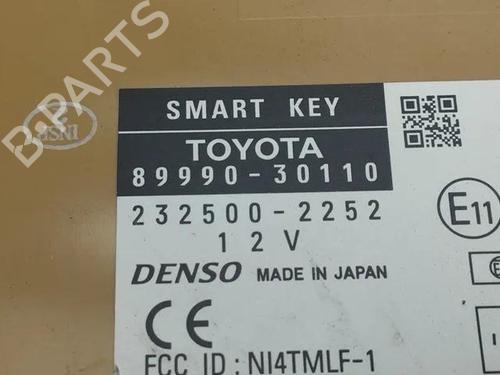 B-PARTS
SMART KEY
TOYOTA
89990-30110
232500-2252
12V
DENSO MADE IN JAPAN
E11
CE
FCC ID : NI4TMLF-1